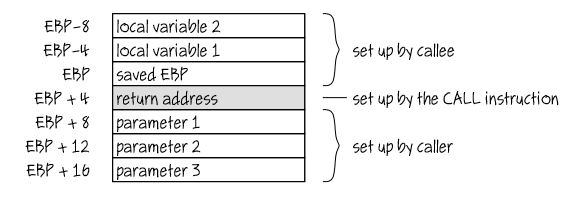 EBP-8 local variable 2
EBP-4 local variable 1 set up by callee
EBP saved EBP
EBP + 4 return address set up by the CALL instruction
EBP + 8 parameter 1
EBP + 12 parameter 2 set up by caller
EBP + 16 parameter 3